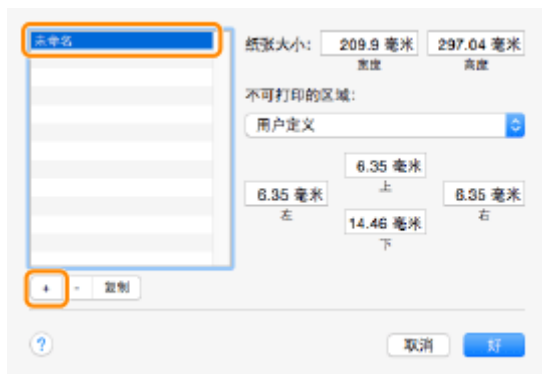 未命名
纸张大小: 209.9 毫米 297.04 毫米
宽度 高度
不可打印的区域:
用户定义
6.35 毫米
上
6.35 毫米 6.35 毫米
左 右
14.46 毫米
下
+ - 复制
? 取消 好